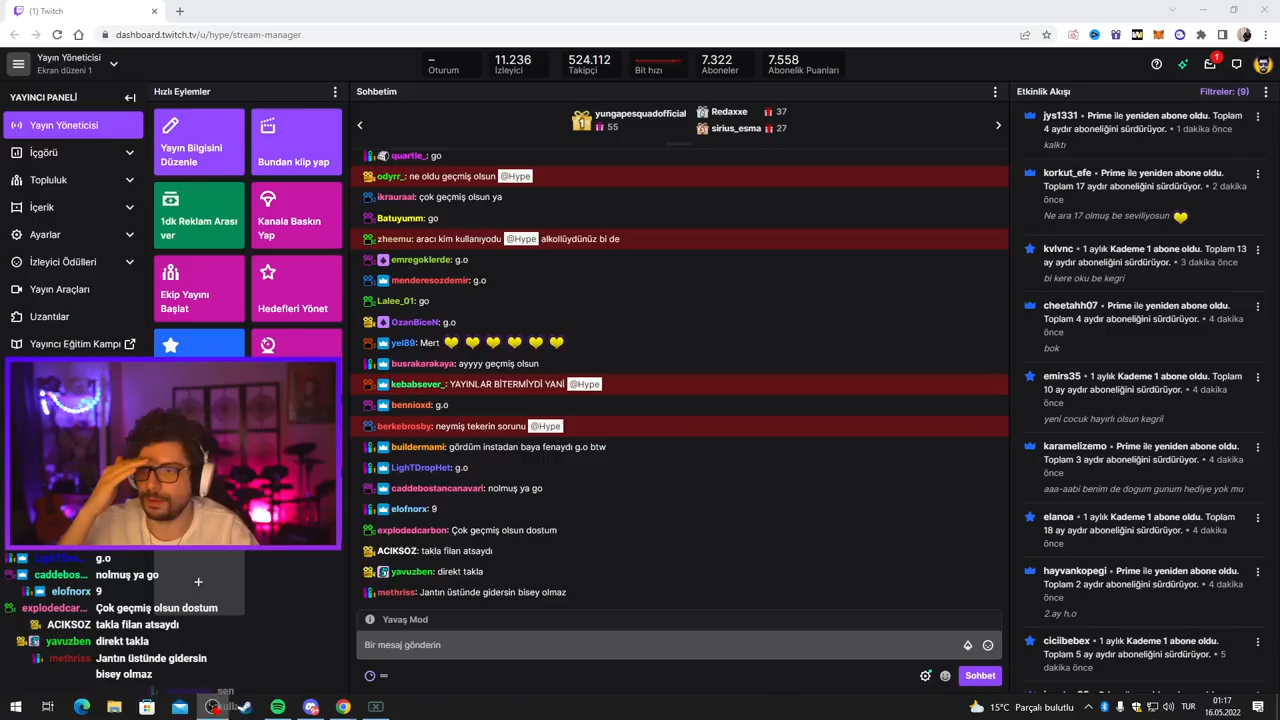 (1) Twitch
dashboard.twitch.tv/u/hype/stream-manager
Yayın Yöneticisi
Ekran düzeni 1
–
Oturum
11.236
İzleyici
524.112
Takipçi
Bit hızı
7.322
Aboneler
7.558
Abonelik Puanları
1
YAYINCI PANELİ
Yayın Yöneticisi
İçgörü
Topluluk
İçerik
Ayarlar
İzleyici Ödülleri
Yayın Araçları
Uzantılar
Yayıncı Eğitim Kampı
Hızlı Eylemler
Yayın Bilgisini
Düzenle
Bundan klip yap
1dk Reklam Arası
ver
Kanala Baskın
Yap
Ekip Yayını
Başlat
Hedefleri Yönet
Sohbetim
1
yungapesquadofficial
55
Redaxxe 37
sirius_esma 27
quartie_: go
odyrr_: ne oldu geçmiş olsun @Hype
ikrauraal: çok geçmiş olsun ya
Batuyumm: go
zheemu: aracı kim kullanıyodu @Hype alkollüydünüz bi de
emregoklerde: g.o
menderesozdemir: g.o
Lalee_01: go
OzanBiceN: g.o
yel89: Mert
busrakarakaya: ayyyy geçmiş olsun
kebabsever_: YAYINLAR BİTERMİYDİ YANİ @Hype
bennioxd: g.o
berkebrosby: neymiş tekerin sorunu @Hype
buildermami: gördüm instadan baya fenaydı g.o btw
LighTDropHet: g.o
caddebostancanavari: nolmuş ya go
elofnorx: 9
explodedcarbon: Çok geçmiş olsun dostum
ACIKSOZ: takla filan atsaydı
yavuzben: direkt takla
methriss: Jantın üstünde gidersin bisey olmaz
Yavaş Mod
Bir mesaj gönderin
∞
Sohbet
Etkinlik Akışı
Filtreler: (9)
jys1331 • Prime ile yeniden abone oldu. Toplam
4 aydır aboneliğini sürdürüyor. • 1 dakika önce
kalktı
korkut_efe • Prime ile yeniden abone oldu.
Toplam 17 aydır aboneliğini sürdürüyor. • 2 dakika
önce
Ne ara 17 olmuş be seviliyosun
kvlvnc • 1 aylık Kademe 1 abone oldu. Toplam 13
ay aydır aboneliğini sürdürüyor. • 3 dakika önce
bi kere oku be kegri
cheetahh07 • Prime ile yeniden abone oldu.
Toplam 4 aydır aboneliğini sürdürüyor. • 4 dakika
önce
bok
emirs35 • 1 aylık Kademe 1 abone oldu. Toplam
10 ay aydır aboneliğini sürdürüyor. • 4 dakika
önce
yeni cocuk hayırlı olsun kegrii
karamelizemo • Prime ile yeniden abone oldu.
Toplam 3 aydır aboneliğini sürdürüyor. • 4 dakika
önce
aaa-aabi benim de dogum gunum hediye yok mu
elanoa • 1 aylık Kademe 1 abone oldu. Toplam
18 ay aydır aboneliğini sürdürüyor. • 4 dakika
önce
hayvankopegi • Prime ile yeniden abone oldu.
Toplam 2 aydır aboneliğini sürdürüyor. • 4 dakika
önce
2.ay h.o
ciciibebex • 1 aylık Kademe 1 abone oldu.
Toplam 5 ay aydır aboneliğini sürdürüyor. • 5
dakika önce
LighTDro... g.o
caddebos... nolmuş ya go
elofnorx 9
explodedcar... Çok geçmiş olsun dostum
ACIKSOZ takla filan atsaydı
yavuzben direkt takla
methriss Jantın üstünde gidersin
bisey olmaz
sen
15°C Parçalı bulutlu
TUR
01:17
16.05.2022